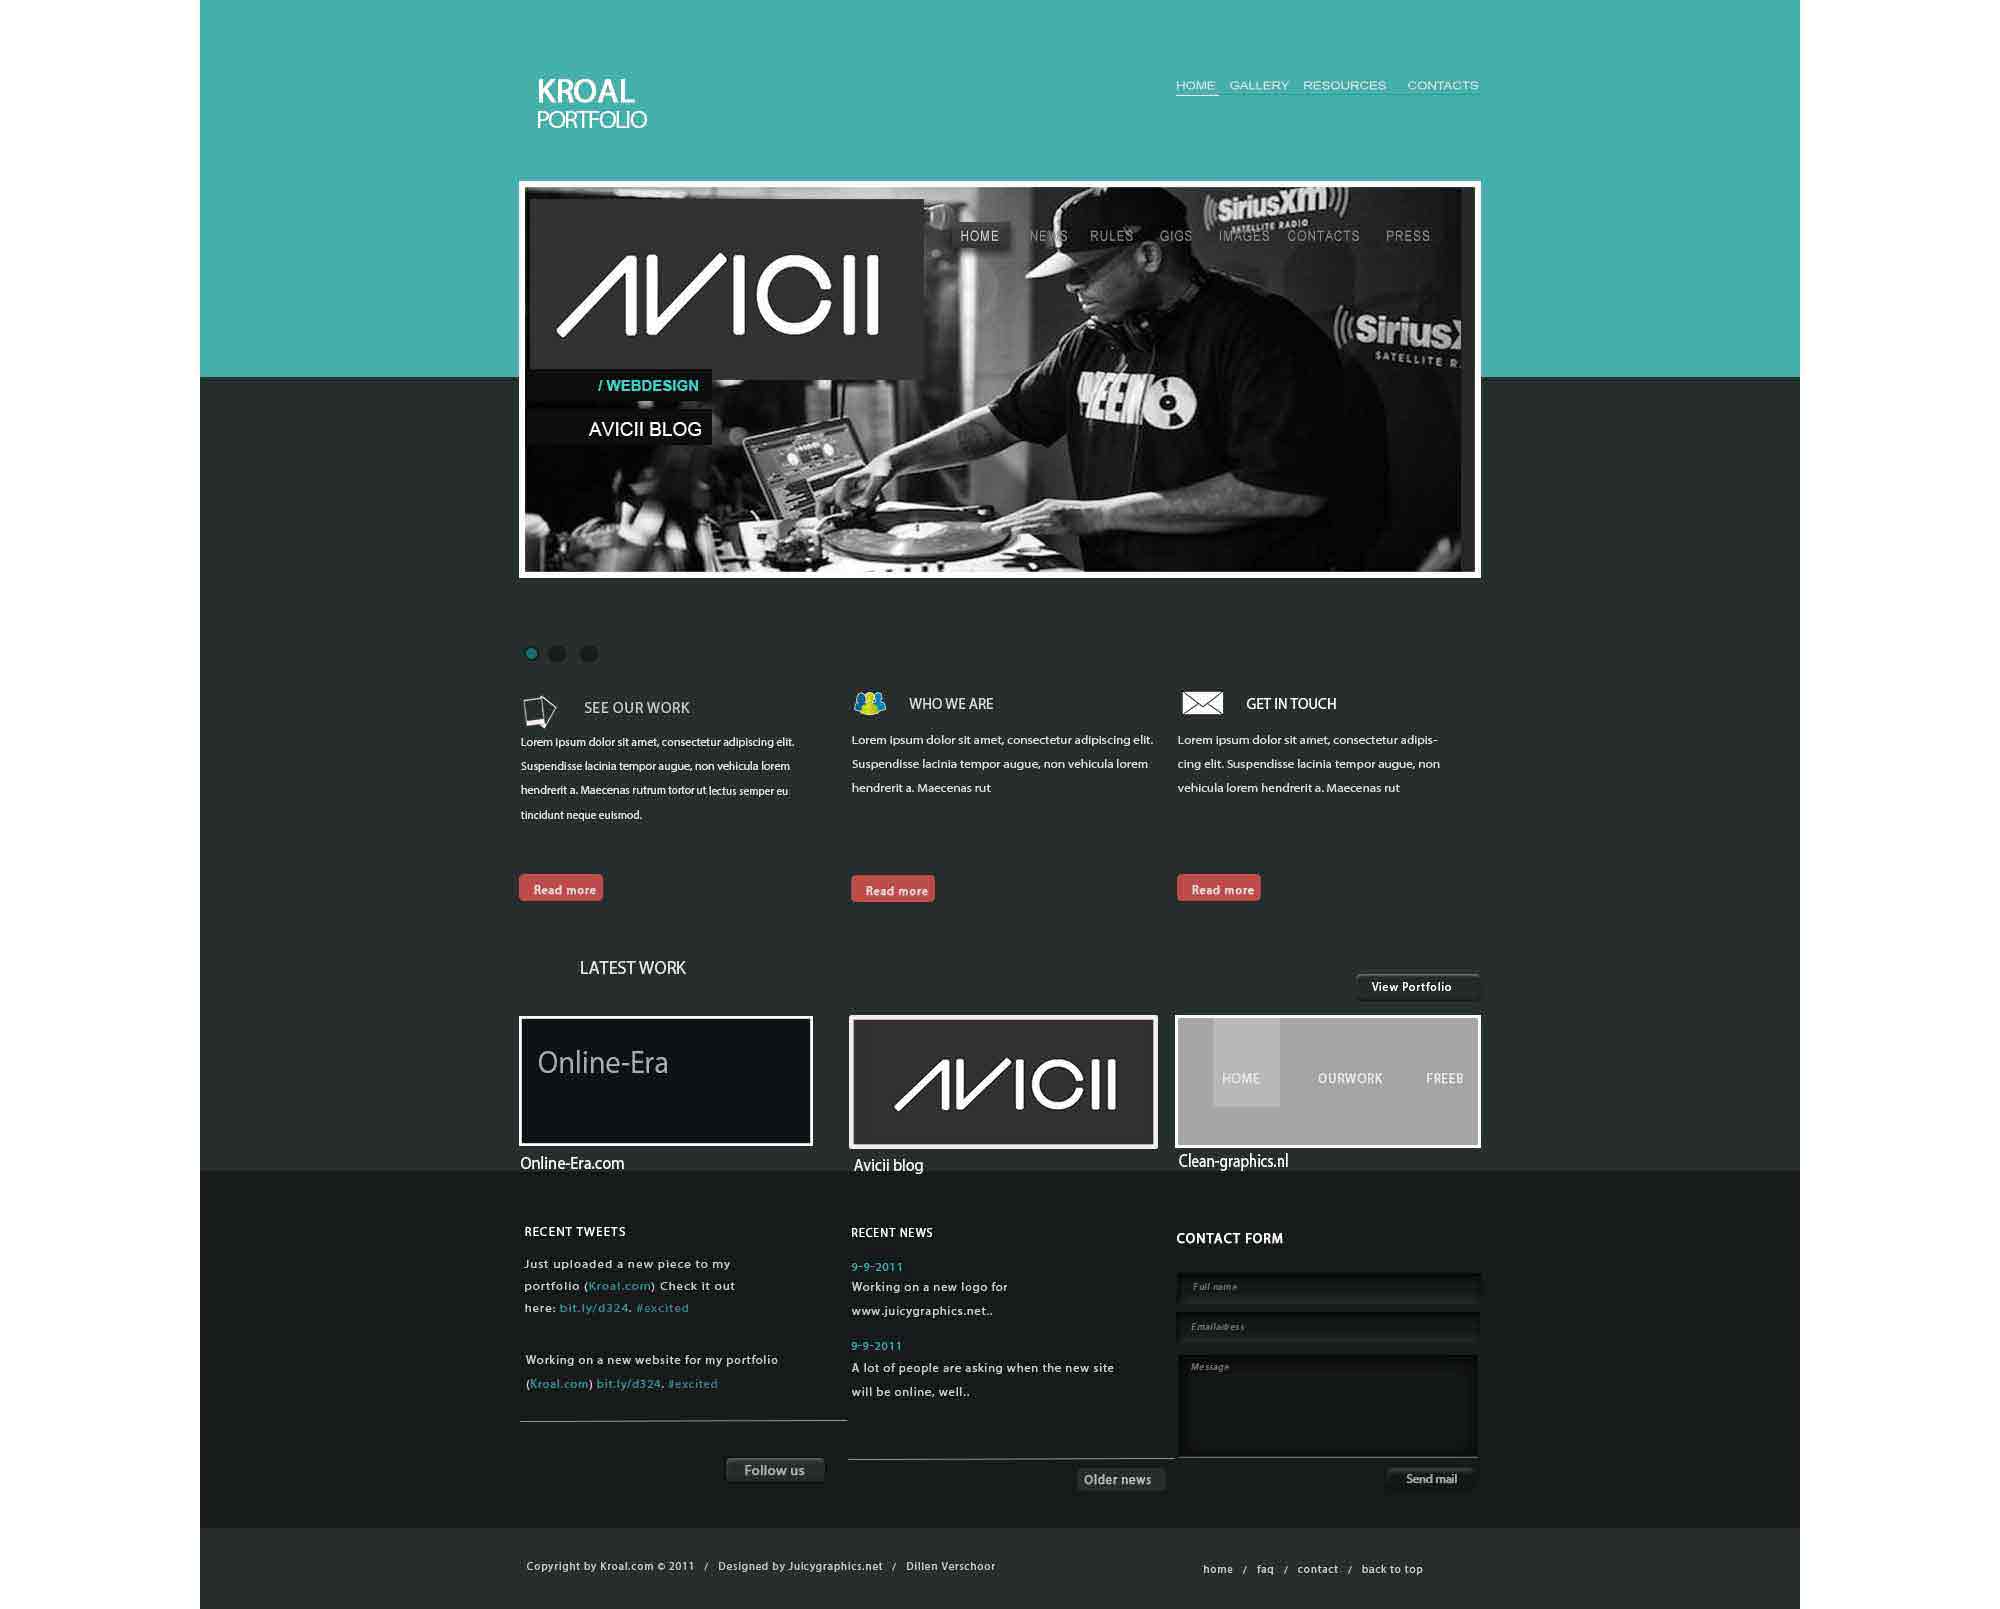 KROAL
PORTFOLIO
HOME GALLERY RESOURCES CONTACTS
SiriusXM
SATELLITE RADIO
HOME NEWS RULES GIGS IMAGES CONTACTS PRESS
AVICII
SATELLITE R
/ WEBDESIGN
AVICII BLOG
SEE OUR WORK
Lorem ipsum dolor sit amet, consectetur adipiscing elit.
Suspendisse lacinia tempor augue, non vehicula lorem
hendrerit a. Maecenas rutrum tortor ut lectus semper eu
tincidunt neque euismod.
Read more
WHO WE ARE
Lorem ipsum dolor sit amet, consectetur adipiscing elit.
Suspendisse lacinia tempor augue, non vehicula lorem
hendrerit a. Maecenas rut
Read more
GET IN TOUCH
Lorem ipsum dolor sit amet, consectetur adipis-
cing elit. Suspendisse lacinia tempor augue, non
vehicula lorem hendrerit a. Maecenas rut
Read more
LATEST WORK
View Portfolio
Online-Era
Online-Era.com
AVICII
Avicii blog
HOME OURWORK FREEB
Clean-graphics.nl
RECENT TWEETS
Just uploaded a new piece to my
portfolio (Kroal.com) Check it out
here: bit.ly/d324. #excited
Working on a new website for my portfolio
(Kroal.com) bit.ly/d324. #excited
Follow us
RECENT NEWS
9-9-2011
Working on a new logo for
www.juicygraphics.net..
9-9-2011
A lot of people are asking when the new site
will be online, well..
Older news
CONTACT FORM
Full name
Emailadress
Message
Send mail
Copyright by Kroal.com © 2011 / Designed by Juicygraphics.net / Dillen Verschoor
home / faq / contact / back to top